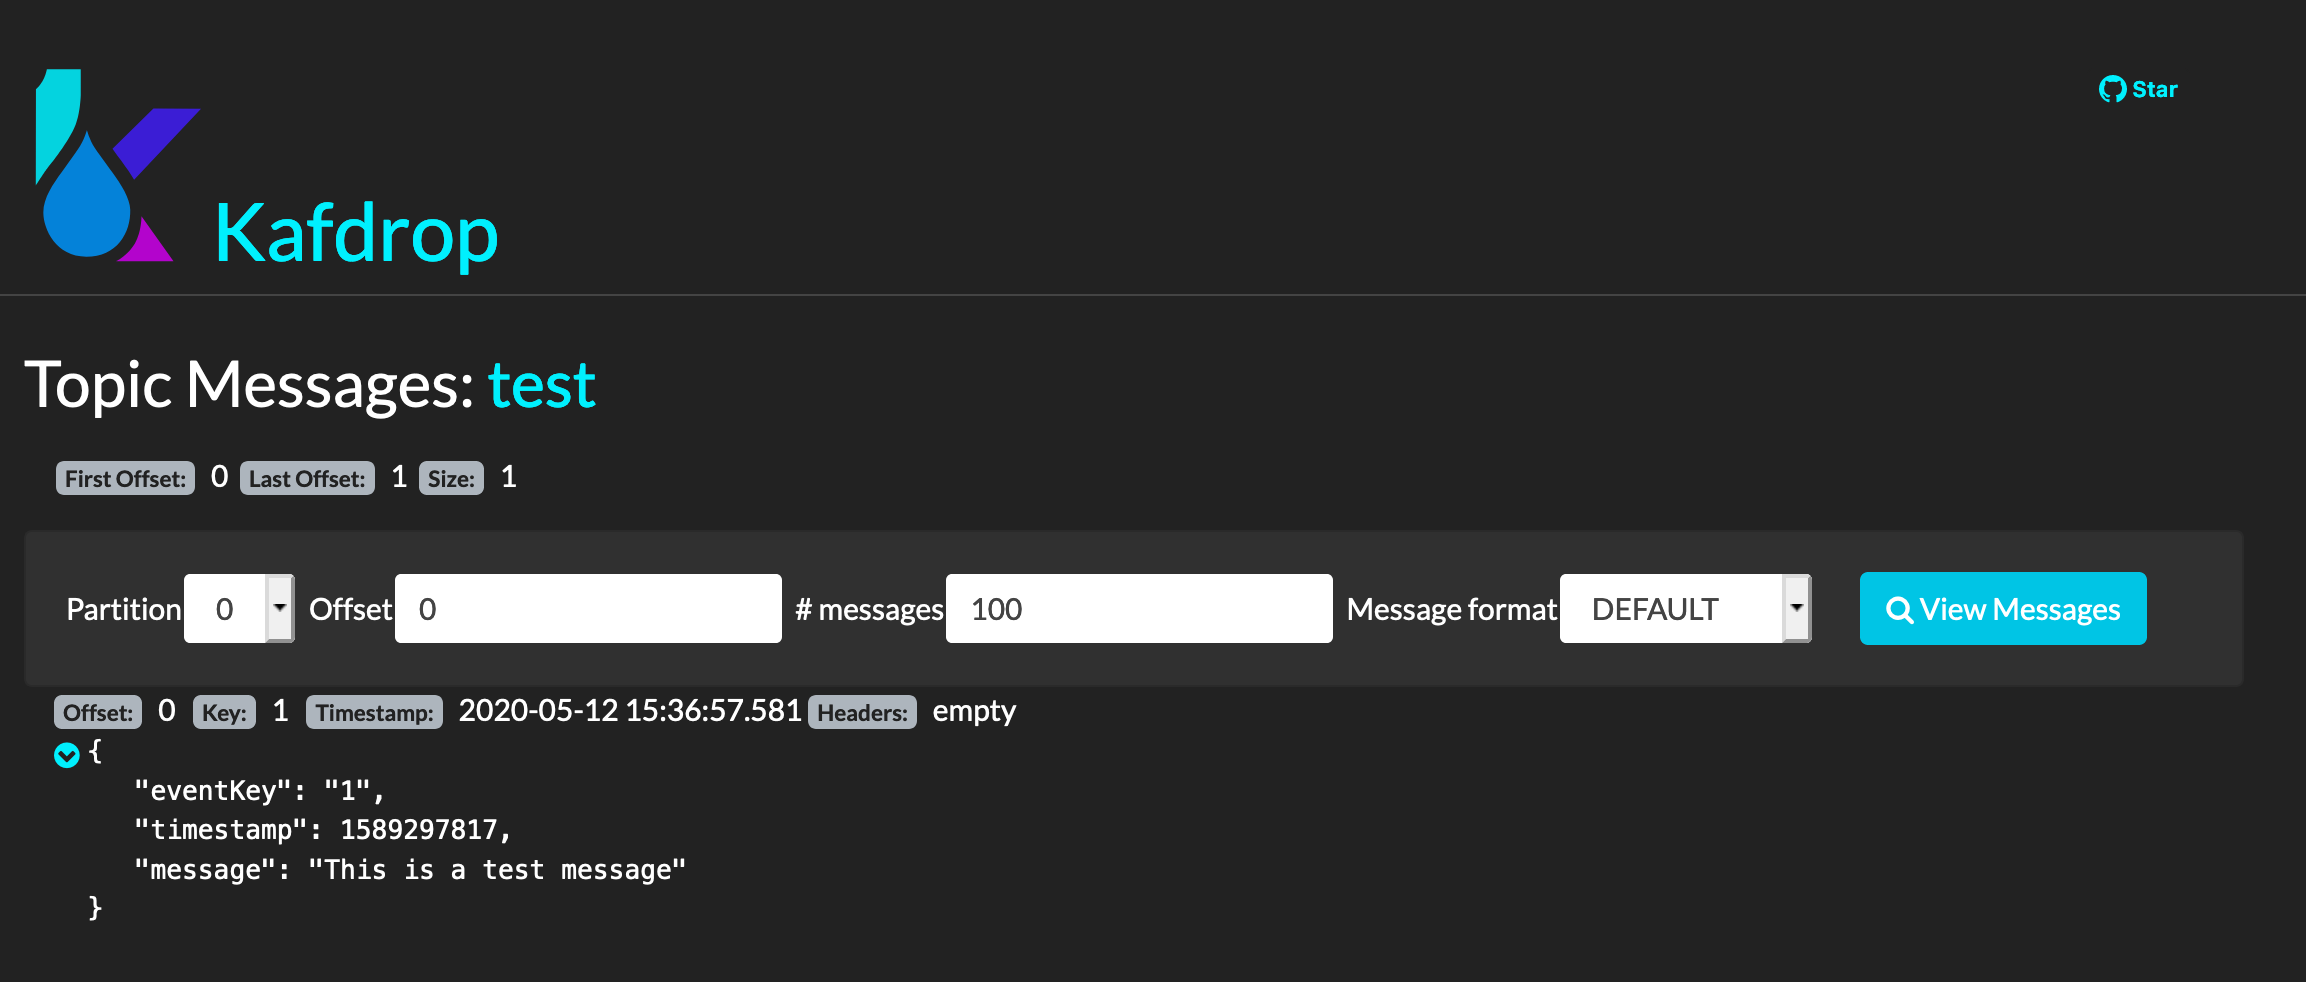 Star
Kafdrop
Topic Messages: test
First Offset: 0 Last Offset: 1 Size: 1
Partition 0 Offset 0 # messages 100 Message format DEFAULT View Messages
Offset: 0 Key: 1 Timestamp: 2020-05-12 15:36:57.581 Headers: empty
{
"eventKey": "1",
"timestamp": 1589297817,
"message": "This is a test message"
}